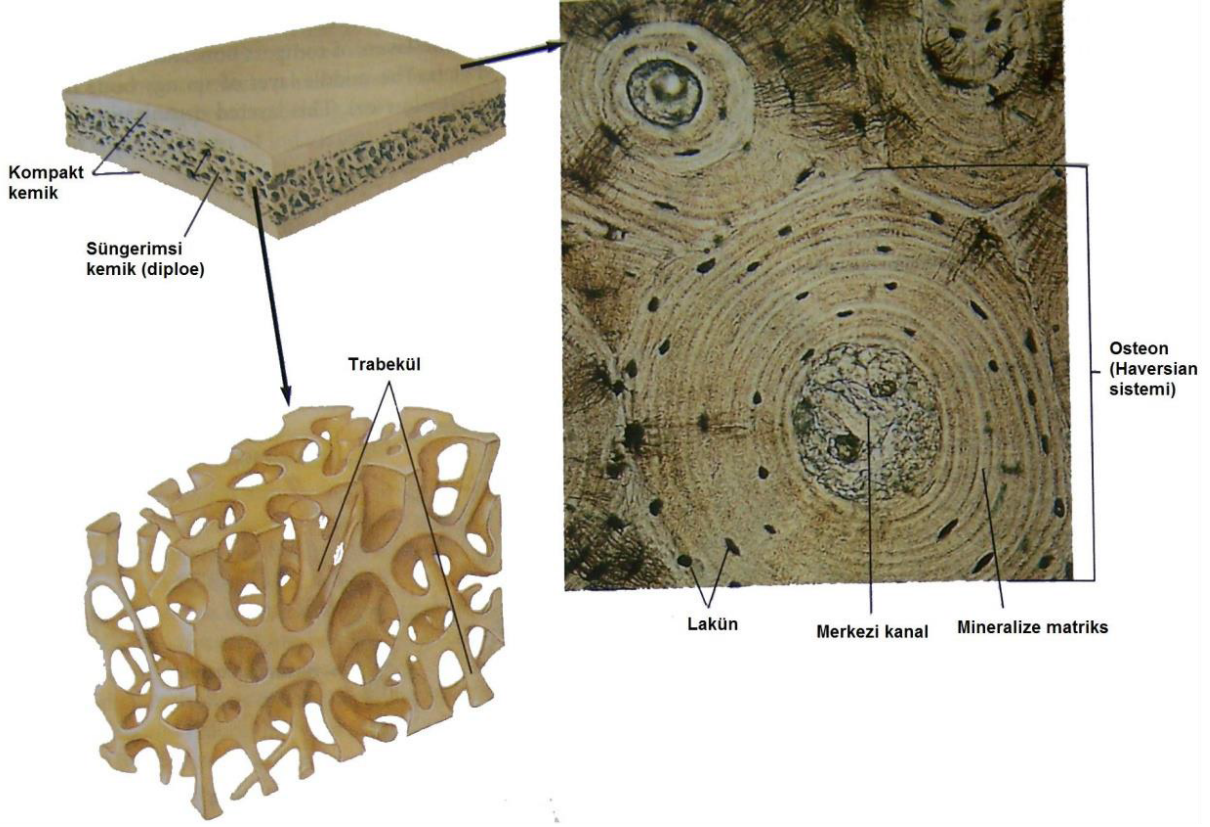 Kompakt
kemik
Süngerimsi
kemik (diploe)
Trabekül
Osteon
(Haversian
sistemi)
Lakün
Merkezi kanal
Mineralize matriks